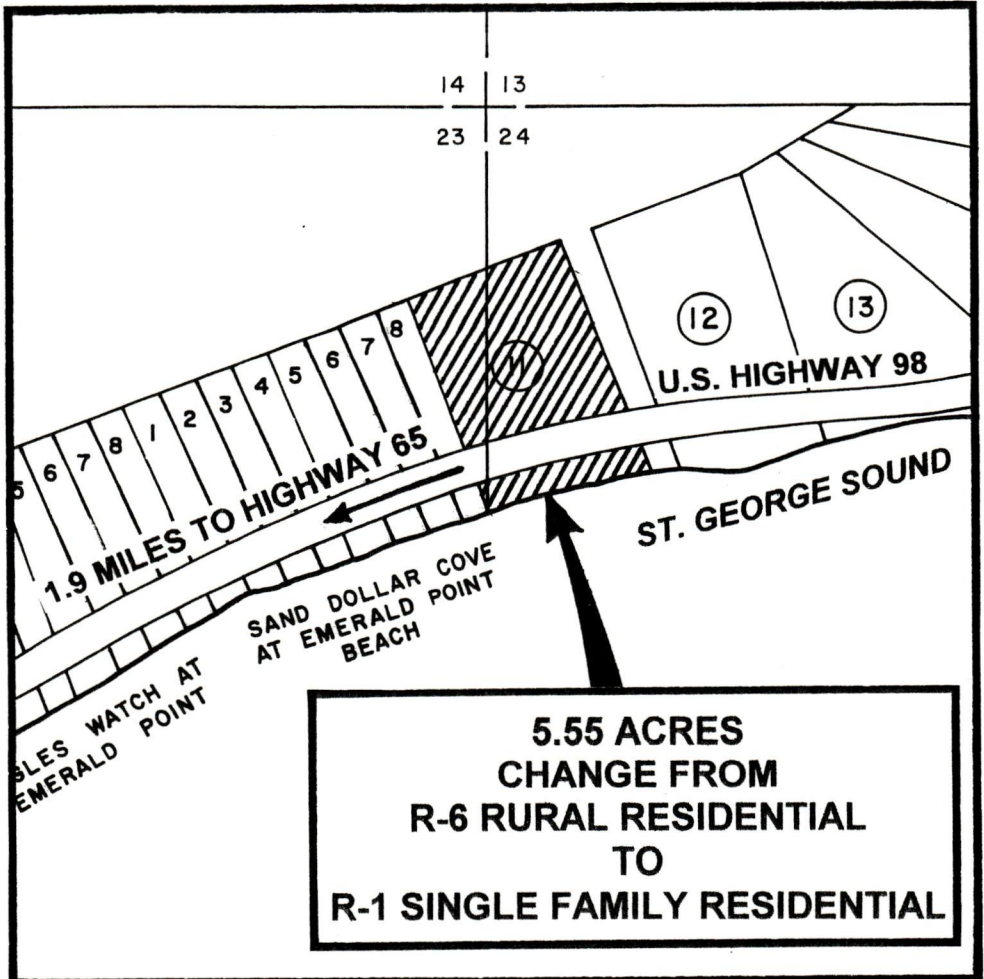 14 13
23 24
12
13
11
U.S. HIGHWAY 98
5 6 7 8 1 2 3 4 5 6 7 8
1.9 MILES TO HIGHWAY 65
ST. GEORGE SOUND
SAND DOLLAR COVE
AT EMERALD POINT
BEACH
GLES WATCH AT
EMERALD POINT
5.55 ACRES
CHANGE FROM
R-6 RURAL RESIDENTIAL
TO
R-1 SINGLE FAMILY RESIDENTIAL